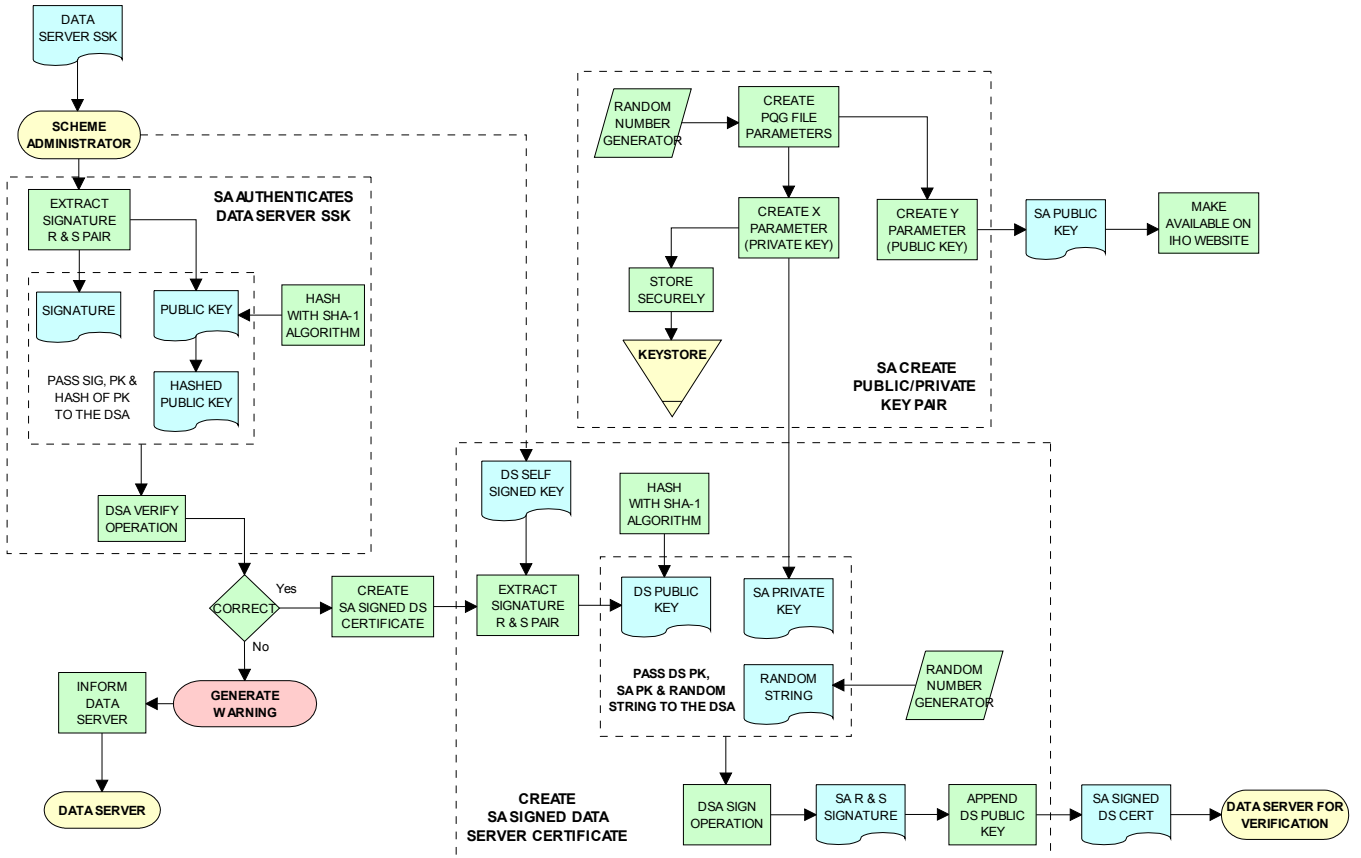 DATA
SERVER SSK
SCHEME
ADMINISTRATOR
SA AUTHENTICATES
DATA SERVER SSK
EXTRACT
SIGNATURE
R & S PAIR
SIGNATURE
PUBLIC KEY
HASH
WITH SHA-1
ALGORITHM
PASS SIG, PK &
HASH OF PK
TO THE DSA
HASHED
PUBLIC KEY
DSA VERIFY
OPERATION
CORRECT
Yes
No
CREATE
SA SIGNED DS
CERTIFICATE
GENERATE
WARNING
INFORM
DATA
SERVER
DATA SERVER
RANDOM
NUMBER
GENERATOR
CREATE
PQG FILE
PARAMETERS
CREATE X
PARAMETER
(PRIVATE KEY)
CREATE Y
PARAMETER
(PUBLIC KEY)
SA PUBLIC
KEY
MAKE
AVAILABLE ON
IHO WEBSITE
STORE
SECURELY
KEYSTORE
SA CREATE
PUBLIC/PRIVATE
KEY PAIR
DS SELF
SIGNED KEY
HASH
WITH SHA-1
ALGORITHM
EXTRACT
SIGNATURE
R & S PAIR
DS PUBLIC
KEY
SA PRIVATE
KEY
PASS DS PK,
SA PK & RANDOM
STRING TO THE DSA
RANDOM
STRING
RANDOM
NUMBER
GENERATOR
CREATE
SA SIGNED DATA
SERVER CERTIFICATE
DSA SIGN
OPERATION
SA R & S
SIGNATURE
APPEND
DS PUBLIC
KEY
SA SIGNED
DS CERT
DATA SERVER FOR
VERIFICATION